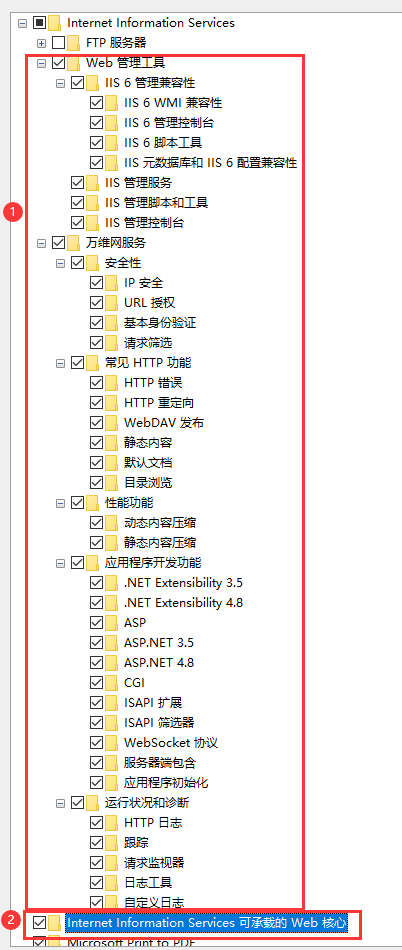 Internet Information Services
FTP 服务器
Web 管理工具
IIS 6 管理兼容性
IIS 6 WMI 兼容性
IIS 6 管理控制台
IIS 6 脚本工具
IIS 元数据库和 IIS 6 配置兼容性
IIS 管理服务
IIS 管理脚本和工具
1
IIS 管理控制台
万维网服务
安全性
IP 安全
URL 授权
基本身份验证
请求筛选
常见 HTTP 功能
HTTP 错误
HTTP 重定向
WebDAV 发布
静态内容
默认文档
目录浏览
性能功能
动态内容压缩
静态内容压缩
应用程序开发功能
.NET Extensibility 3.5
.NET Extensibility 4.8
ASP
ASP.NET 3.5
ASP.NET 4.8
CGI
ISAPI 扩展
ISAPI 筛选器
WebSocket 协议
服务器端包含
应用程序初始化
运行状况和诊断
HTTP 日志
跟踪
请求监视器
日志工具
自定义日志
2
Internet Information Services 可承载的 Web 核心
Microsoft Print to PDF